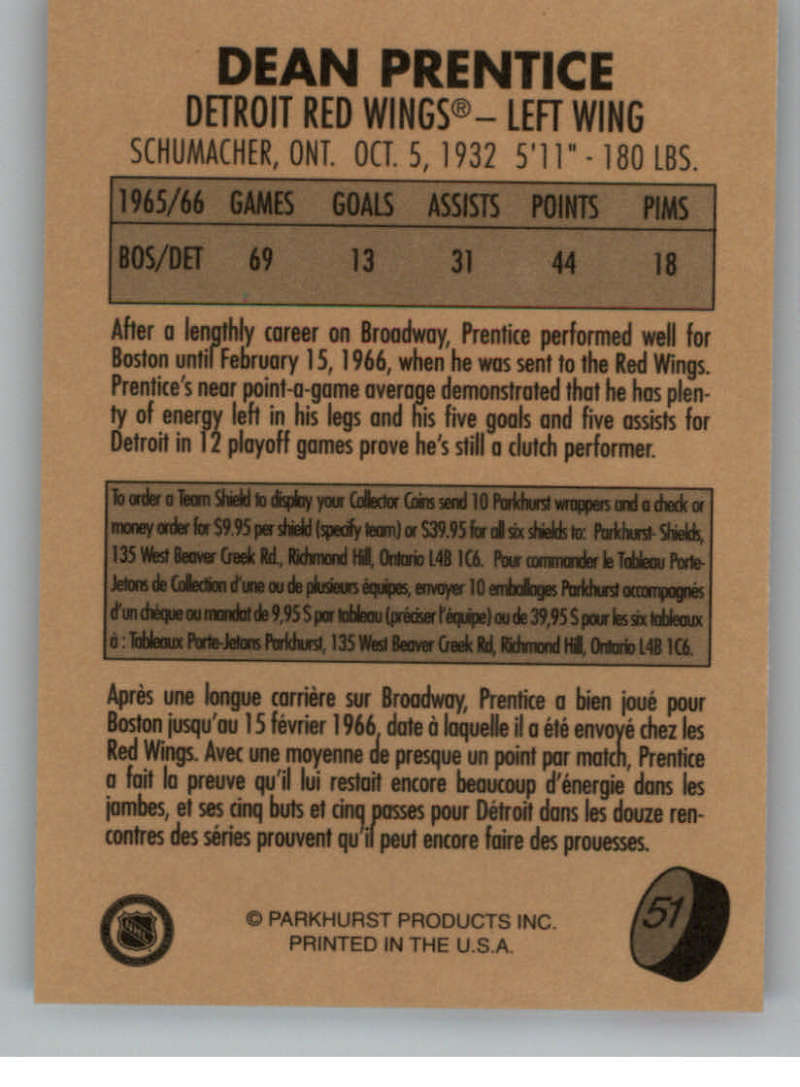 DEAN PRENTICE
DETROIT RED WINGS® – LEFT WING
SCHUMACHER, ONT. OCT. 5, 1932 5'11" - 180 LBS.
1965/66 GAMES GOALS ASSISTS POINTS PIMS
BOS/DET 69 13 31 44 18
After a lengthly career on Broadway, Prentice performed well for
Boston until February 15, 1966, when he was sent to the Red Wings.
Prentice's near point-a-game average demonstrated that he has plen-
ty of energy left in his legs and his five goals and five assists for
Detroit in 12 playoff games prove he's still a clutch performer.
To order a Team Shield to display your Collector Coins send 10 Parkhurst wrappers and a check or
money order for $9.95 per shield (specify team) or $39.95 for all six shields to: Parkhurst- Shields,
135 West Beaver Creek Rd., Richmond Hill, Ontario L4B 1C6. Pour commander le Tableau Porte-
Jetons de Collection d'une ou de plusieurs équipes, envoyer 10 emballages Parkhurst accompagnés
d'un chèque ou mandat de 9,95 $ par tableau (préciser l'équipe) ou de 39,95 $ pour les six tableaux
à : Tableaux Porte-Jetons Parkhurst, 135 West Beaver Creek Rd, Richmond Hill, Ontario L4B 1C6.
Après une longue carrière sur Broadway, Prentice a bien joué pour
Boston jusqu'au 15 février 1966, date à laquelle il a été envoyé chez les
Red Wings. Avec une moyenne de presque un point par match, Prentice
a fait la preuve qu'il lui restait encore beaucoup d'énergie dans les
jambes, et ses cinq buts et cinq passes pour Détroit dans les douze ren-
contres des séries prouvent qu'il peut encore faire des prouesses.
NHL
© PARKHURST PRODUCTS INC.
PRINTED IN THE U.S.A.
51